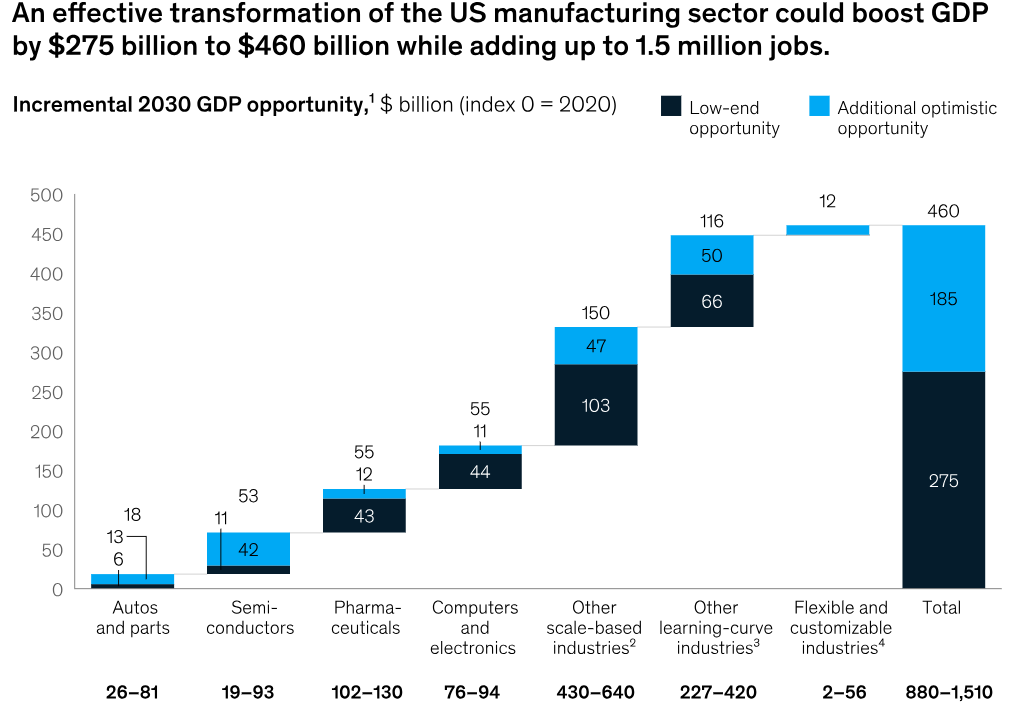 An effective transformation of the US manufacturing sector could boost GDP
by $275 billion to $460 billion while adding up to 1.5 million jobs.
Incremental 2030 GDP opportunity,¹ $ billion (index 0 = 2020)
Low-end
opportunity
Additional optimistic
opportunity
500
450
400
350
300
250
200
150
100
50
0
18
13
6
53
11
42
55
12
43
55
11
44
150
47
103
116
50
66
12
460
185
275
Autos
and parts
Semi-
conductors
Pharma-
ceuticals
Computers
and
electronics
Other
scale-based
industries²
Other
learning-curve
industries³
Flexible and
customizable
industries⁴
Total
26–81
19–93
102–130
76–94
430–640
227–420
2–56
880–1,510